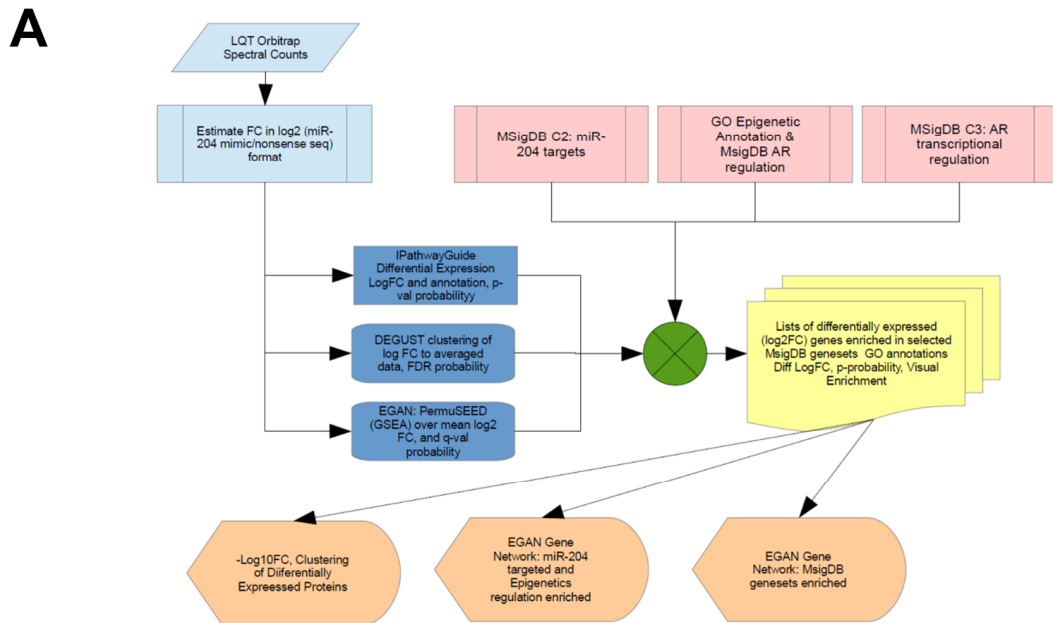 A
LQT Orbitrap
Spectral Counts
Estimate FC in log2 (miR-
204 mimic/nonsense seq)
format
MSigDB C2: miR-
204 targets
GO Epigenetic
Annotation &
MsigDB AR
regulation
MSigDB C3: AR
transcriptional
regulation
IPathwayGuide
Differential Expression
LogFC and annotation, p-
val probabilityy
DEGUST clustering of
log FC to averaged
data, FDR probability
EGAN: PermuSEED
(GSEA) over mean log2
FC, and q-val
probability
Lists of differentially expressed
(log2FC) genes enriched in selected
MsigDB genesets GO annotations
Diff LogFC, p-probability, Visual
Enrichment
-Log10FC, Clustering
of Diifferentially
Expreessed Proteins
EGAN Gene
Network: miR-204
targeted and
Epigenetics
regulation enriched
EGAN Gene
Network: MsigDB
genesets enriched